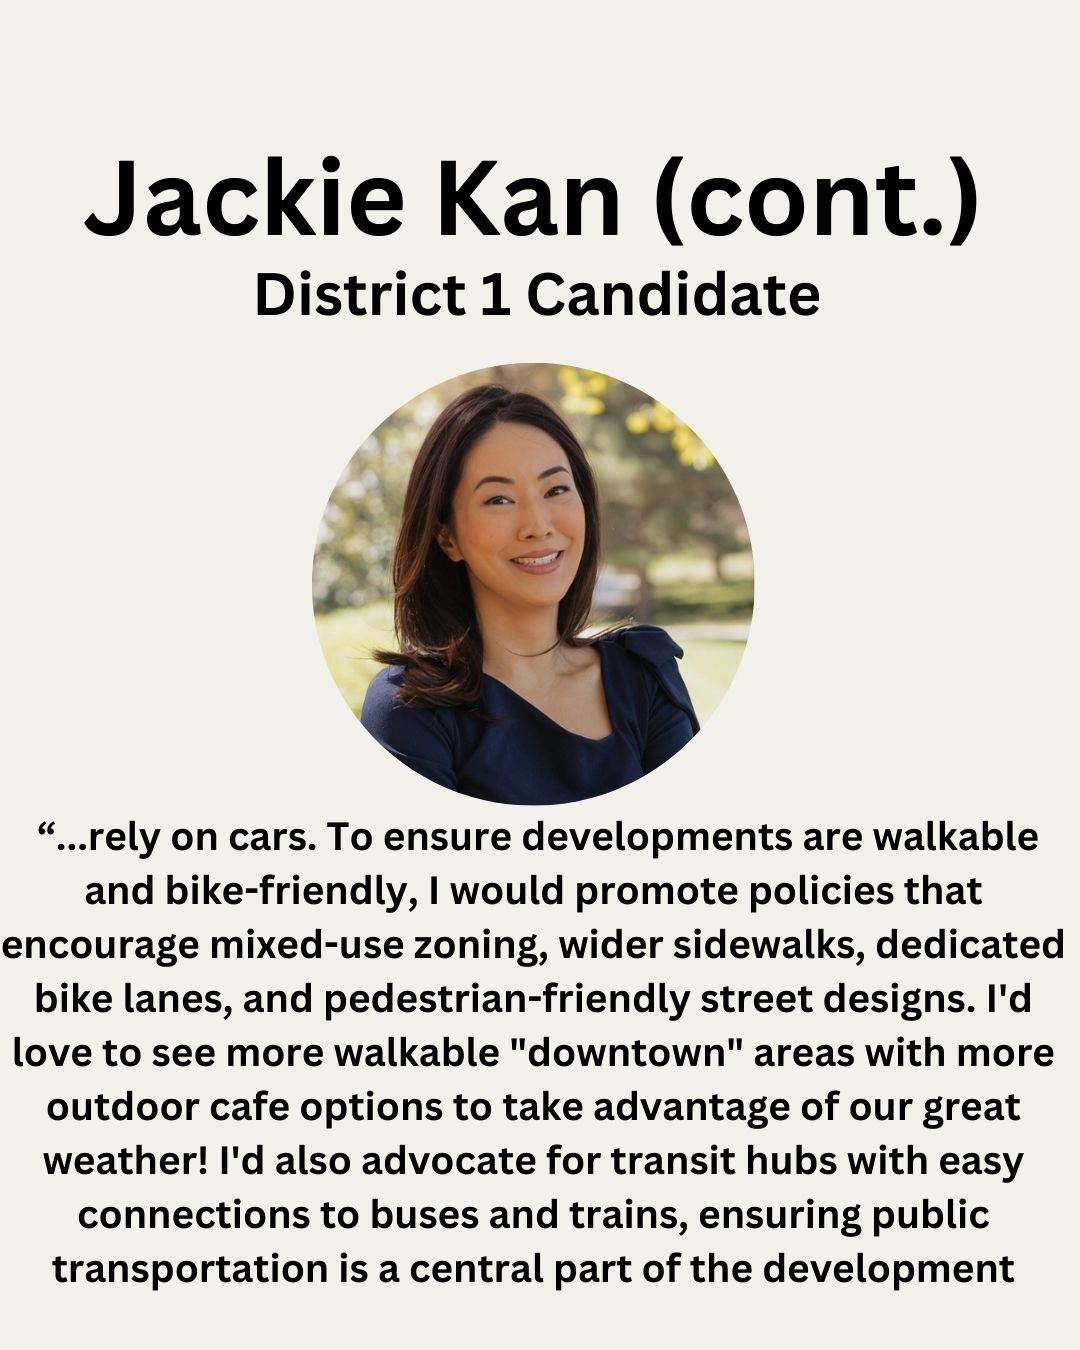 Jackie Kan (cont.)
District 1 Candidate
“...rely on cars. To ensure developments are walkable
and bike-friendly, I would promote policies that
encourage mixed-use zoning, wider sidewalks, dedicated
bike lanes, and pedestrian-friendly street designs. I'd
love to see more walkable "downtown" areas with more
outdoor cafe options to take advantage of our great
weather! I'd also advocate for transit hubs with easy
connections to buses and trains, ensuring public
transportation is a central part of the development